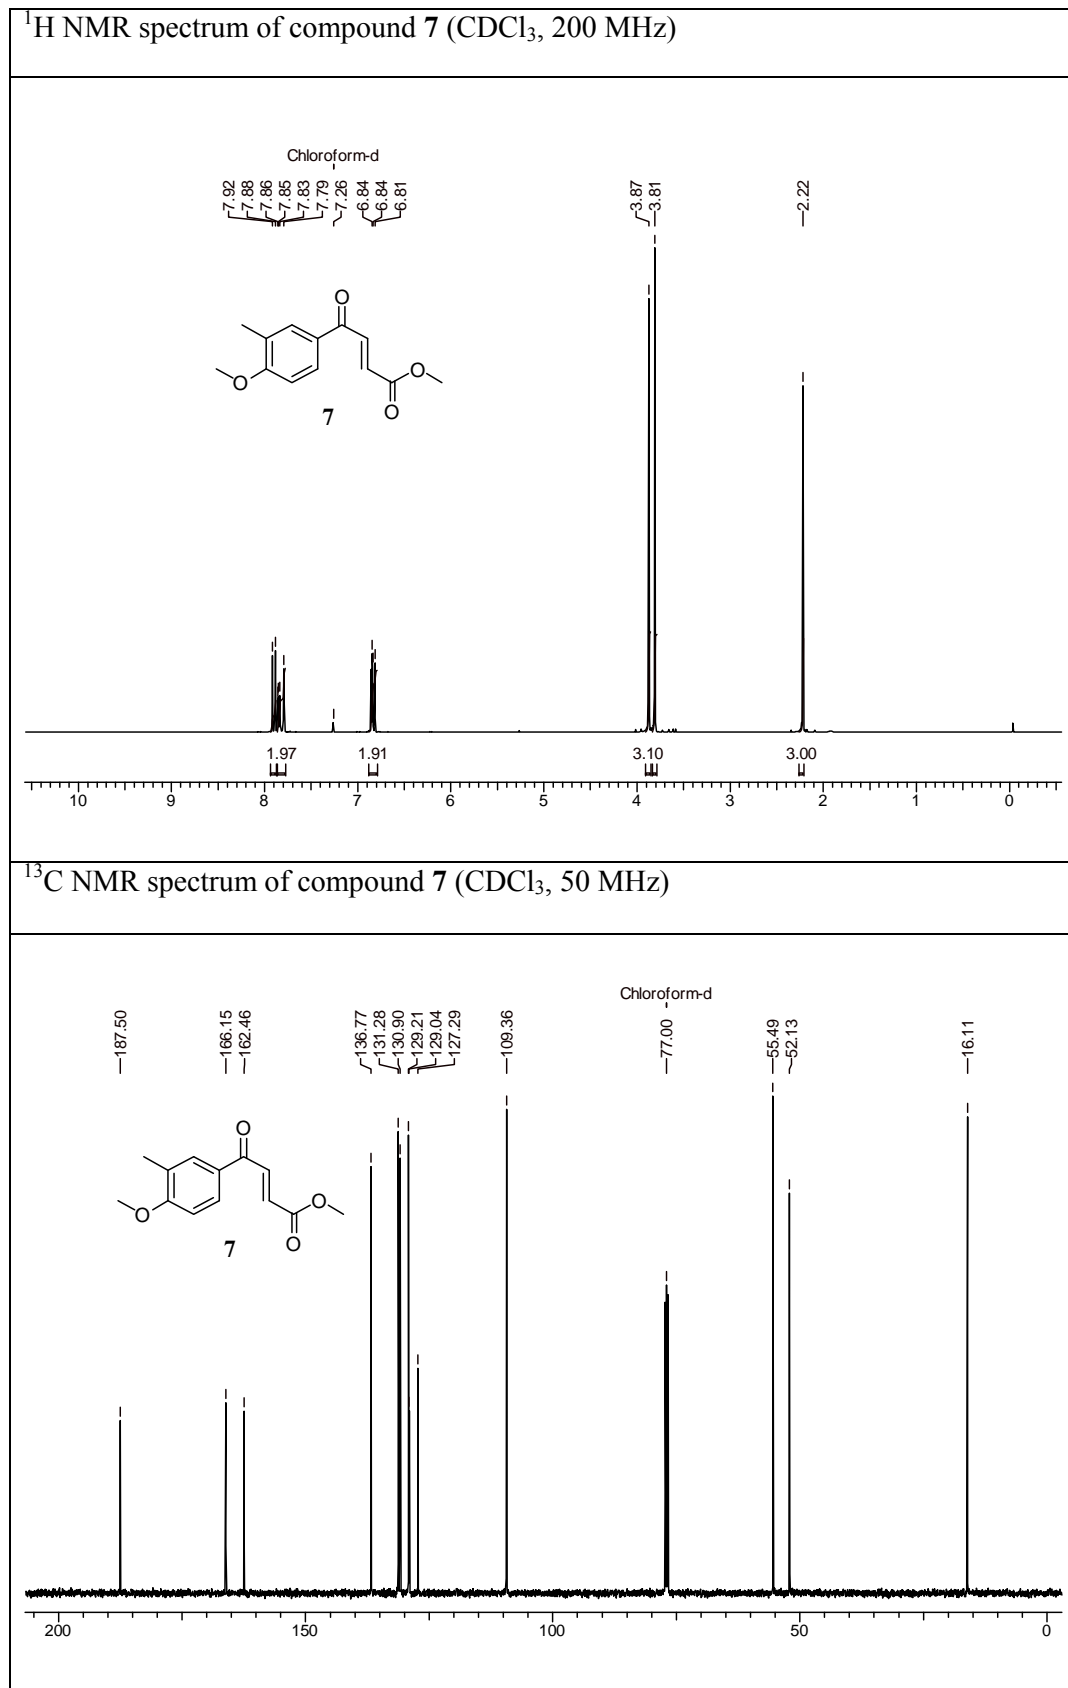 ¹H NMR spectrum of compound 7 (CDCl₃, 200 MHz)
Chloroform-d
7.92 7.88 7.86 7.85 7.83 7.79 7.26 6.84 6.84 6.81 3.87 3.81 2.22
O
O
O
O
7
1.97 1.91 3.10 3.00
10 9 8 7 6 5 4 3 2 1 0
¹³C NMR spectrum of compound 7 (CDCl₃, 50 MHz)
Chloroform-d
187.50 166.15 162.46 136.77 131.28 130.90 129.21 129.04 127.29 109.36 77.00 55.49 52.13 16.11
O
O
O
O
7
200 150 100 50 0